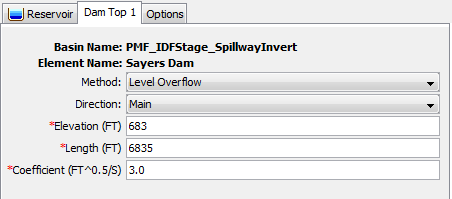 Reservoir Dam Top 1
Basin Name: PMF_IDFStage_SpillwayInvert
Element Name: Sayers Dam
Method: Level Overflow
Direction: Main
*Elevation (FT) 683
*Length (FT) 6835
*Coefficient (FT^0.5/S) 3.0